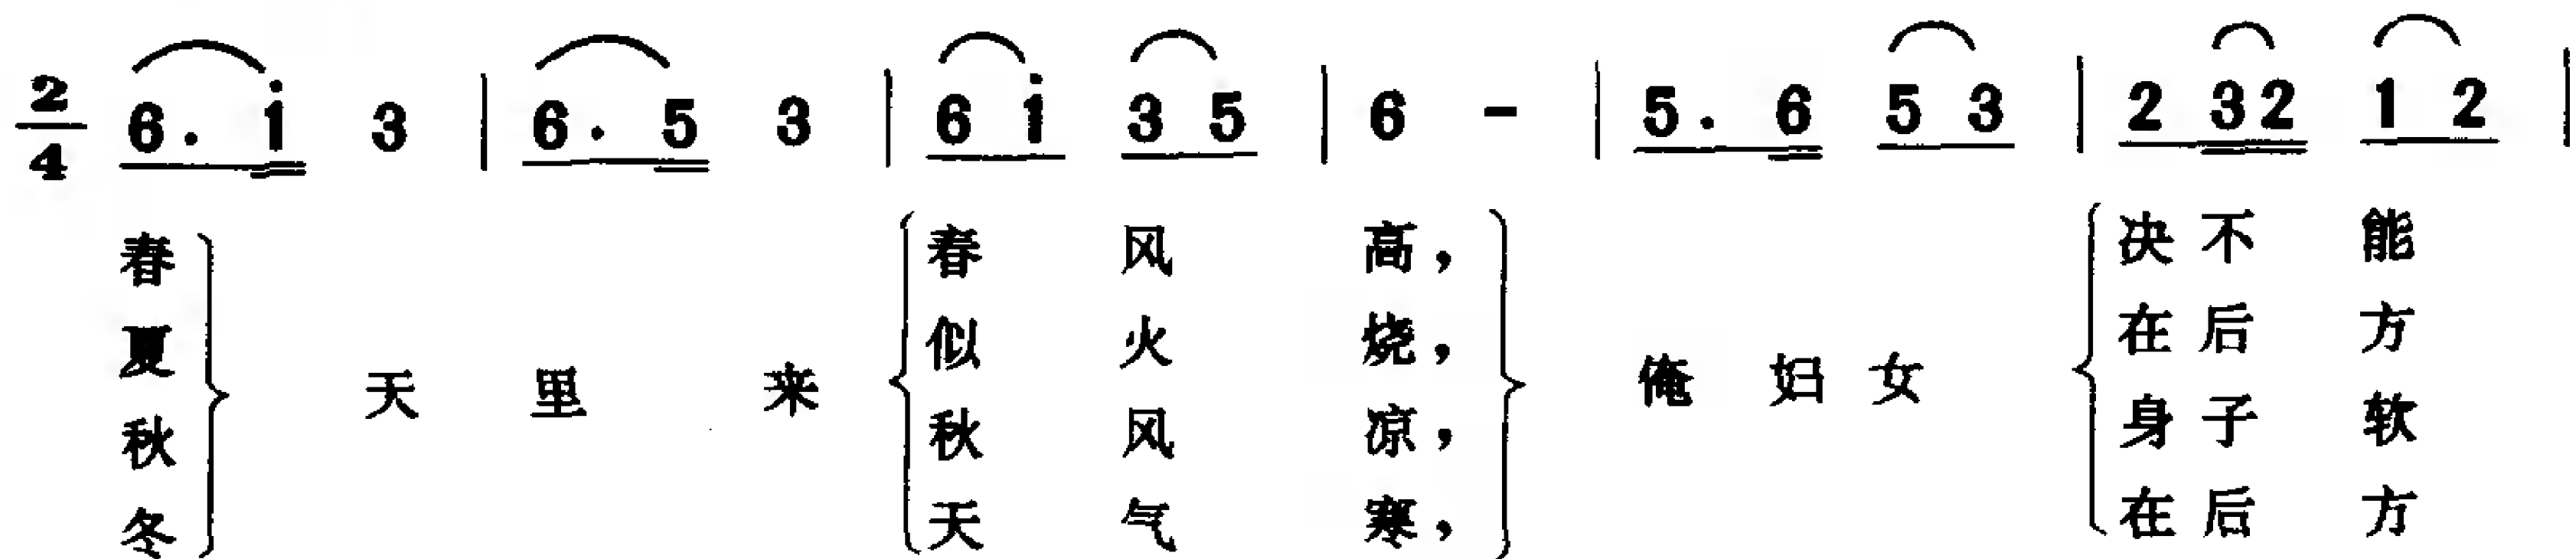 2/4 6. i 3 | 6. 5 3 | 6 i 3 5 | 6 - | 5. 6 5 3 | 2 32 1 2 |
春 春 风 高， 决 不 能
夏 似 火 烧， 在 后 方
天 里 来 俺 妇 女
秋 秋 风 凉， 身 子 软
冬 天 气 寒， 在 后 方